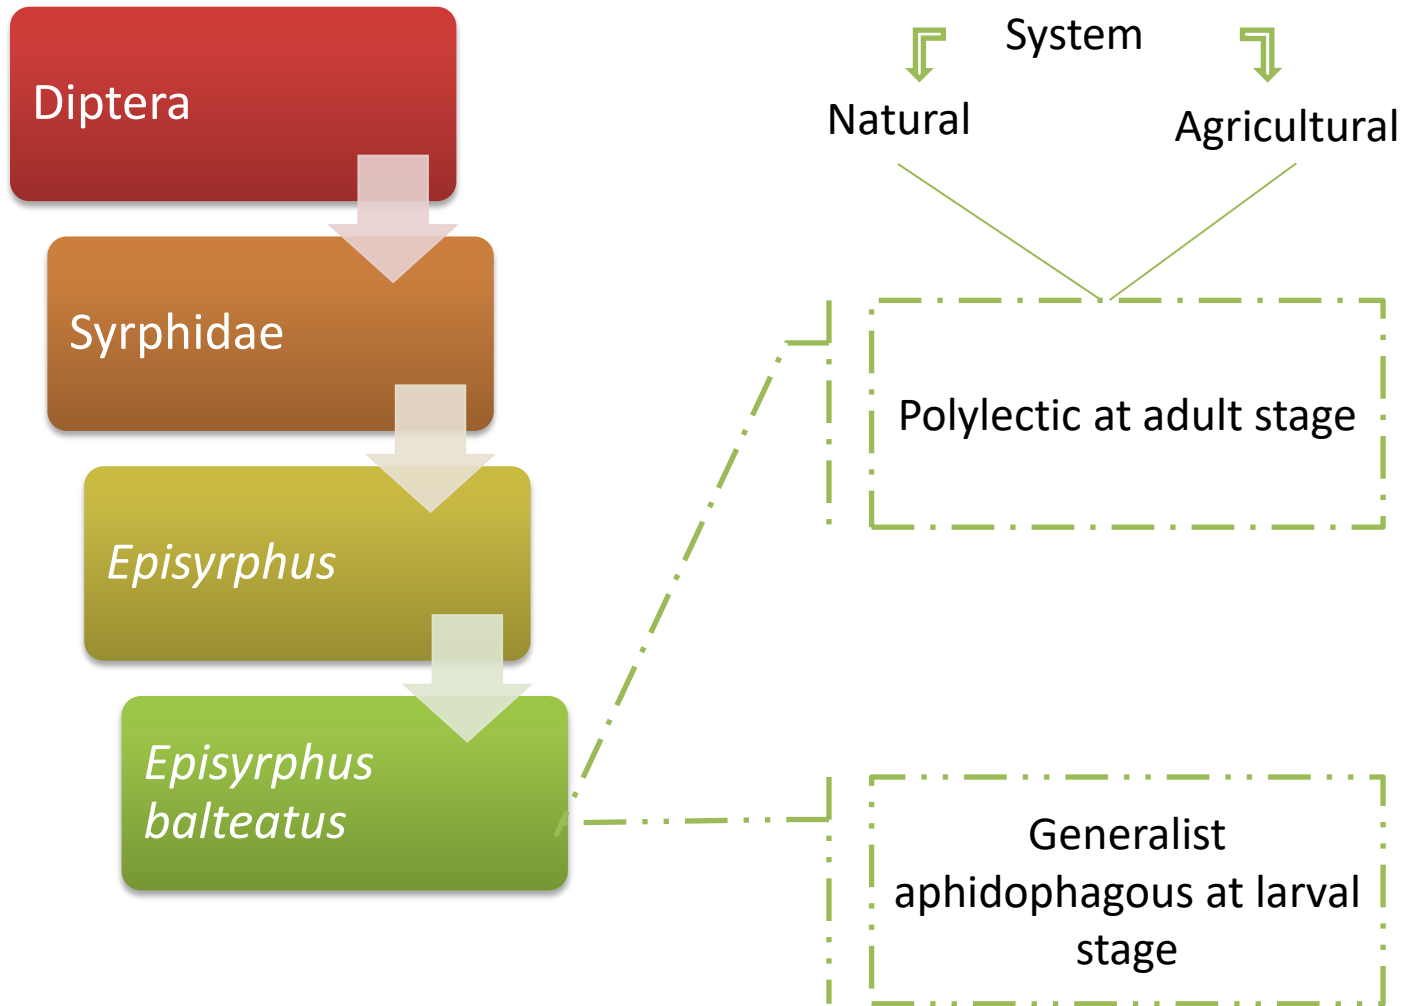 Diptera
Syrphidae
Episyrphus
Episyrphus
balteatus
System
Natural
Agricultural
Polylectic at adult stage
Generalist
aphidophagous at larval
stage